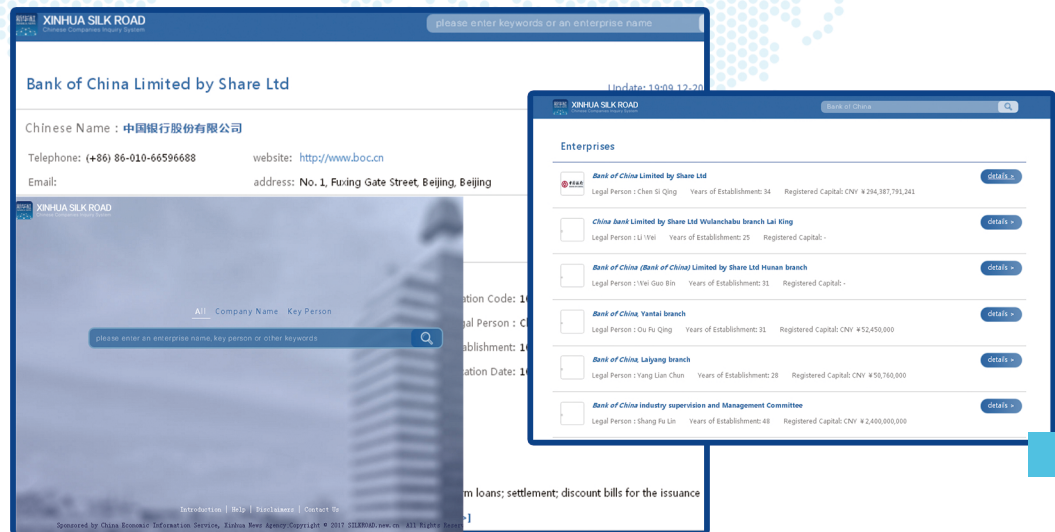 XINHUA SILK ROAD
Chinese Companies Inquiry System
please enter keywords or an enterprise name
Bank of China Limited by Share Ltd
Update: 19:09 12-20
Chinese Name : 中国银行股份有限公司
Telephone: (+86) 86-010-66596688 website: http://www.boc.cn
Email: address: No. 1, Fuxing Gate Street, Beijing, Beijing
XINHUA SILK ROAD
Chinese Companies Inquiry System
All Company Name Key Person
please enter an enterprise name, key person or other keywords
Introduction | Help | Disclaimers | Contact Us
Sponsored by China Economic Information Service, Xinhua News Agency;Copyright © 2017 SILKROAD.new.cn All Rights Reser
ation Code: 1
gal Person : C
ablishment: 1
ation Date: 1
m loans; settlement; discount bills for the issuance
>]
XINHUA SILK ROAD
Chinese Companies Inquiry System
Bank of China
Enterprises
Bank of China Limited by Share Ltd
中国银行
Legal Person : Chen Si Qing Years of Establishment: 34 Registered Capital: CNY ¥294,387,791,241
details »
China bank Limited by Share Ltd Wulanchabu branch Lai King
Legal Person : Li Wei Years of Establishment: 25 Registered Capital: -
details »
Bank of China (Bank of China) Limited by Share Ltd Hunan branch
Legal Person : Wei Guo Bin Years of Establishment: 31 Registered Capital: -
details »
Bank of China, Yantai branch
Legal Person : Ou Fu Qing Years of Establishment: 31 Registered Capital: CNY ¥52,450,000
details »
Bank of China, Laiyang branch
Legal Person : Yang Lian Chun Years of Establishment: 28 Registered Capital: CNY ¥50,760,000
details »
Bank of China industry supervision and Management Committee
Legal Person : Shang Fu Lin Years of Establishment: 48 Registered Capital: CNY ¥2,400,000,000
details »